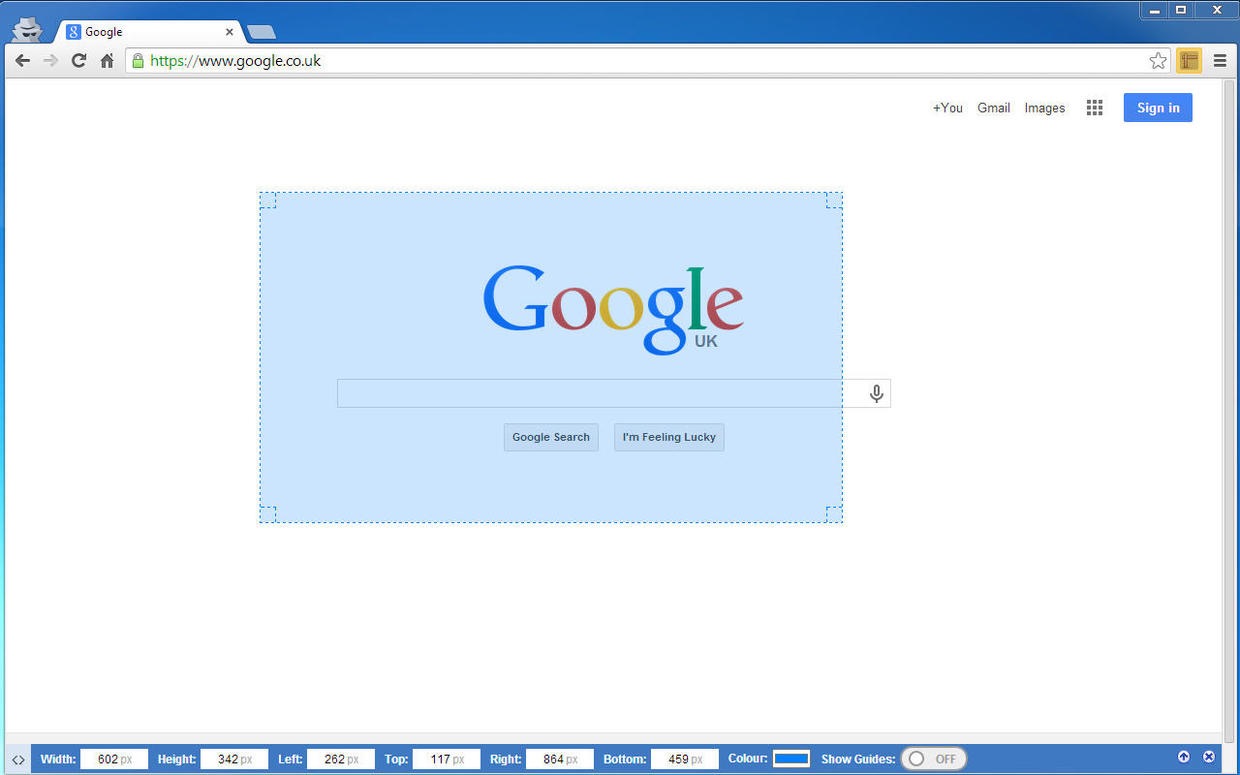 Google
https://www.google.co.uk
+You Gmail Images Sign in
Google
UK
Google Search I'm Feeling Lucky
Width: 602 px Height: 342 px Left: 262 px Top: 117 px Right: 864 px Bottom: 459 px Colour: Show Guides: OFF